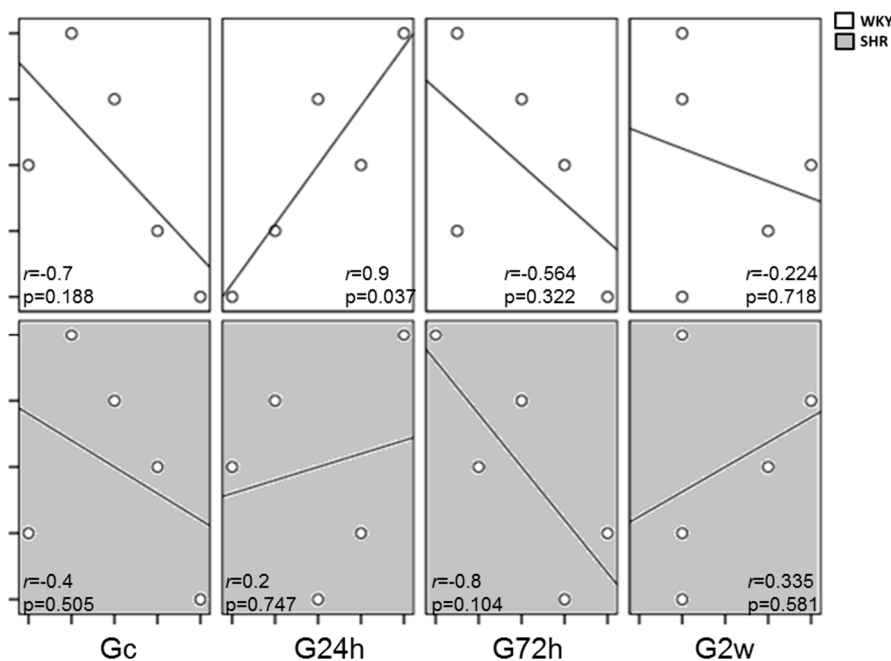 WKY
SHR
r=-0.7
p=0.188
r=0.9
p=0.037
r=-0.564
p=0.322
r=-0.224
p=0.718
r=-0.4
p=0.505
r=0.2
p=0.747
r=-0.8
p=0.104
r=0.335
p=0.581
Gc
G24h
G72h
G2w